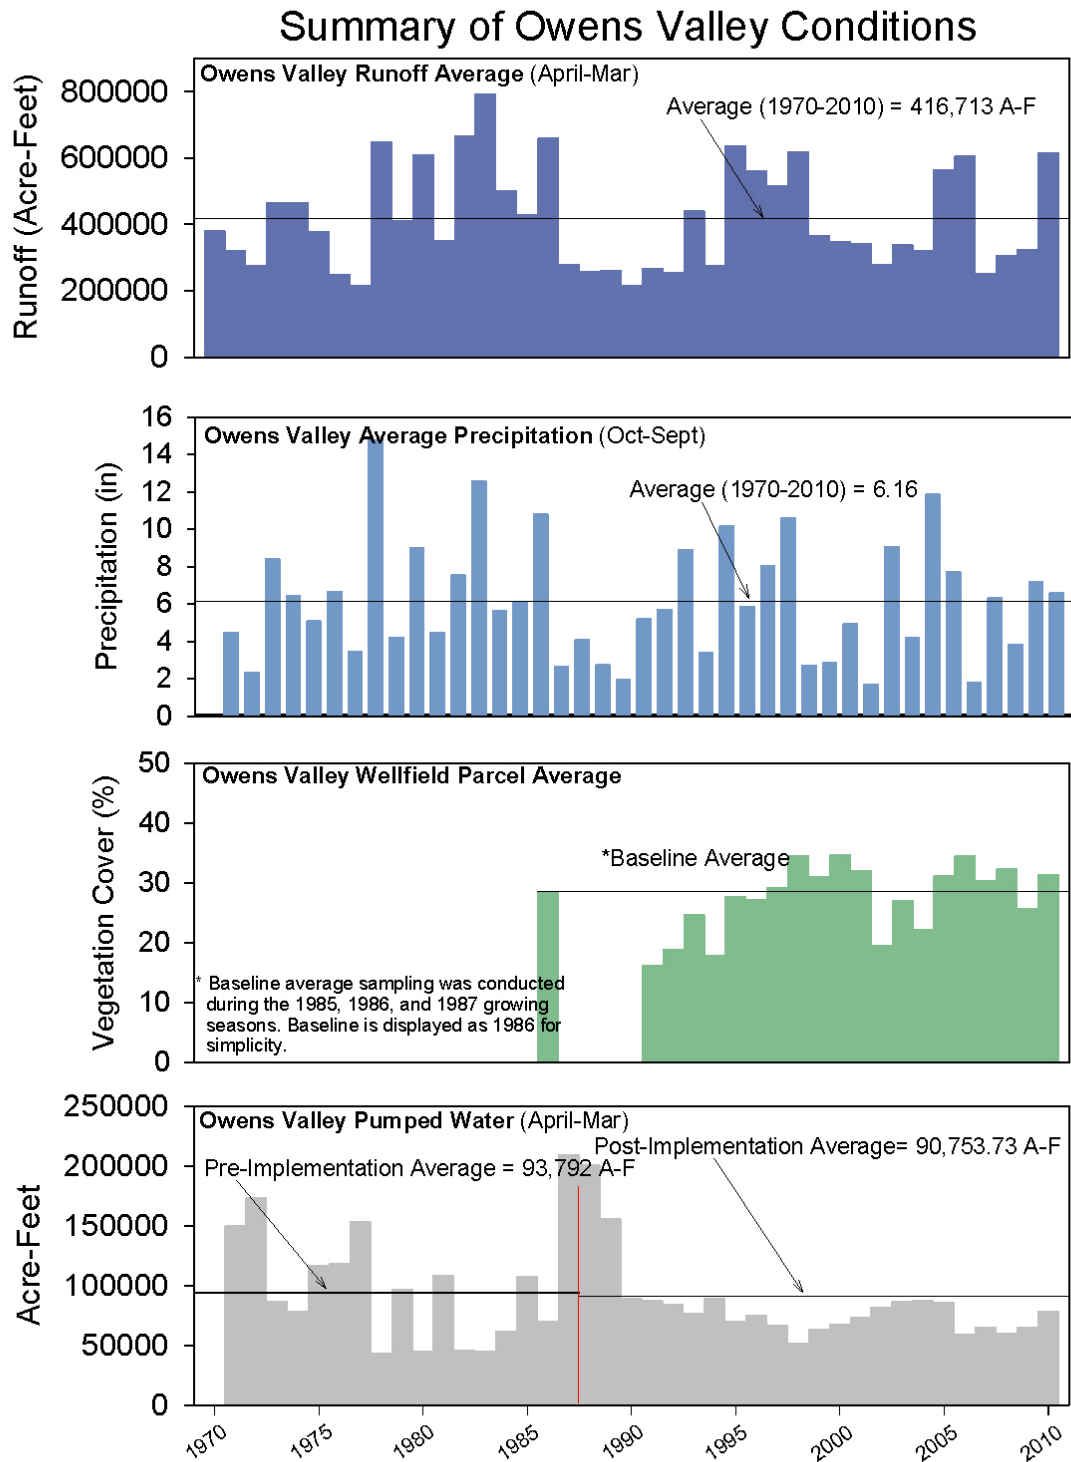 Summary of Owens Valley Conditions
Owens Valley Runoff Average (April-Mar)
Average (1970-2010) = 416,713 A-F
Runoff (Acre-Feet)
800000
600000
400000
200000
0
Owens Valley Average Precipitation (Oct-Sept)
Average (1970-2010) = 6.16
Precipitation (in)
16
14
12
10
8
6
4
2
0
Owens Valley Wellfield Parcel Average
*Baseline Average
Vegetation Cover (%)
50
40
30
20
10
0
* Baseline average sampling was conducted
during the 1985, 1986, and 1987 growing
seasons. Baseline is displayed as 1986 for
simplicity.
Owens Valley Pumped Water (April-Mar)
Post-Implementation Average= 90,753.73 A-F
Pre-Implementation Average = 93,792 A-F
Acre-Feet
250000
200000
150000
100000
50000
0
1970
1975
1980
1985
1990
1995
2000
2005
2010